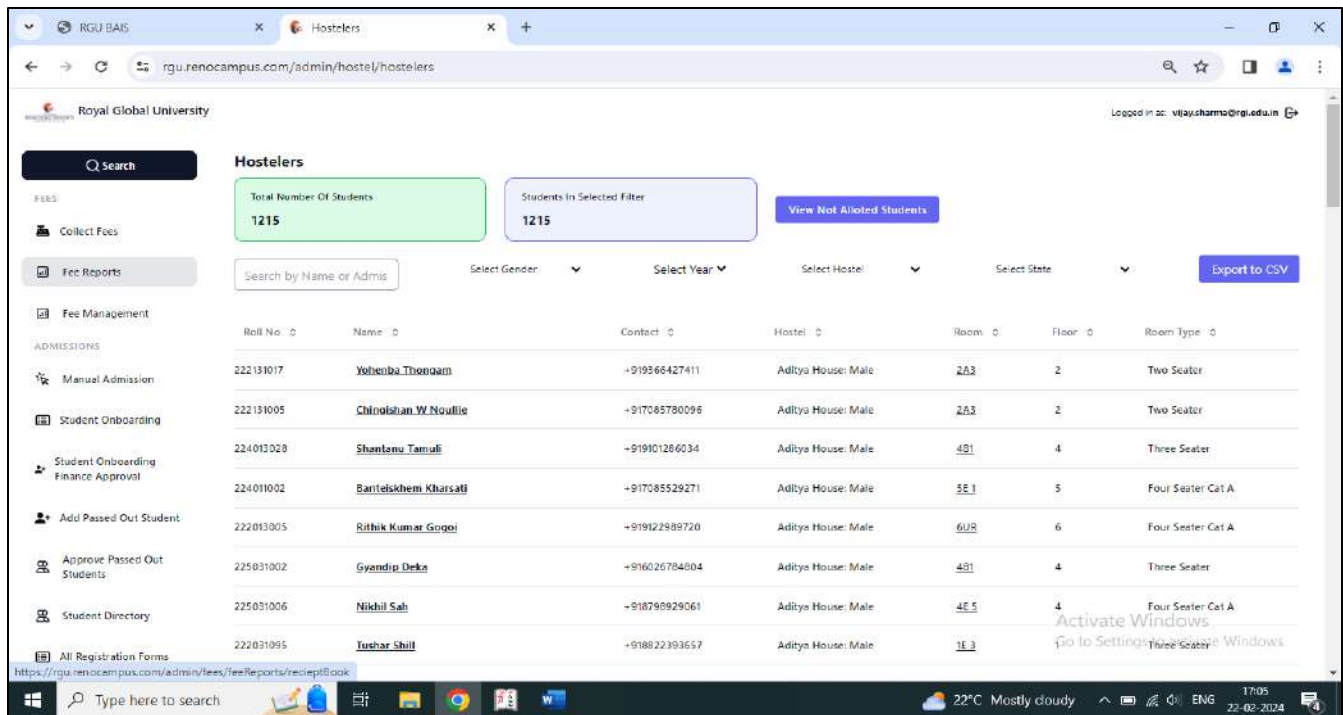 RGU BAIS
Hostelers
rgu.renocampus.com/admin/hostel/hostelers
Royal Global University
Logged in as: vijay.sharma@rgi.edu.in
Search
Hostelers
FEES
Total Number Of Students
1215
Students In Selected Filter
1215
View Not Alloted Students
Collect Fees
Fee Reports
Search by Name or Admis
Select Gender
Select Year
Select Hostel
Select State
Export to CSV
Fee Management
ADMISSIONS
Roll No Name Contact Hostel Room Floor Room Type
222131017 Yohenba Thongam +919366427411 Aditya House: Male 2A3 2 Two Seater
Manual Admission
222131005 Chingishan W Noullie +917085780096 Aditya House: Male 2A3 2 Two Seater
Student Onboarding
224013028 Shantanu Tamuli +919101286034 Aditya House: Male 4B1 4 Three Seater
Student Onboarding
Finance Approval
224011002 Banteiskhem Kharsati +917085529271 Aditya House: Male 5E 1 5 Four Seater Cat A
Add Passed Out Student
222013005 Rithik Kumar Gogoi +919122989720 Aditya House: Male 6UR 6 Four Seater Cat A
Approve Passed Out
Students
225031002 Gyandip Deka +916026784804 Aditya House: Male 4B1 4 Three Seater
Student Directory
225031006 Nikhil Sah +918798929061 Aditya House: Male 4E 5 4 Four Seater Cat A
All Registration Forms
222031095 Tushar Shill +918822393657 Aditya House: Male 1E 3 Three Seater
Activate Windows
Go to Settings to activate Windows.
https://rgu.renocampus.com/admin/fees/feeReports/recieptBook
Type here to search
22°C Mostly cloudy
ENG
17:05
22-02-2024
4